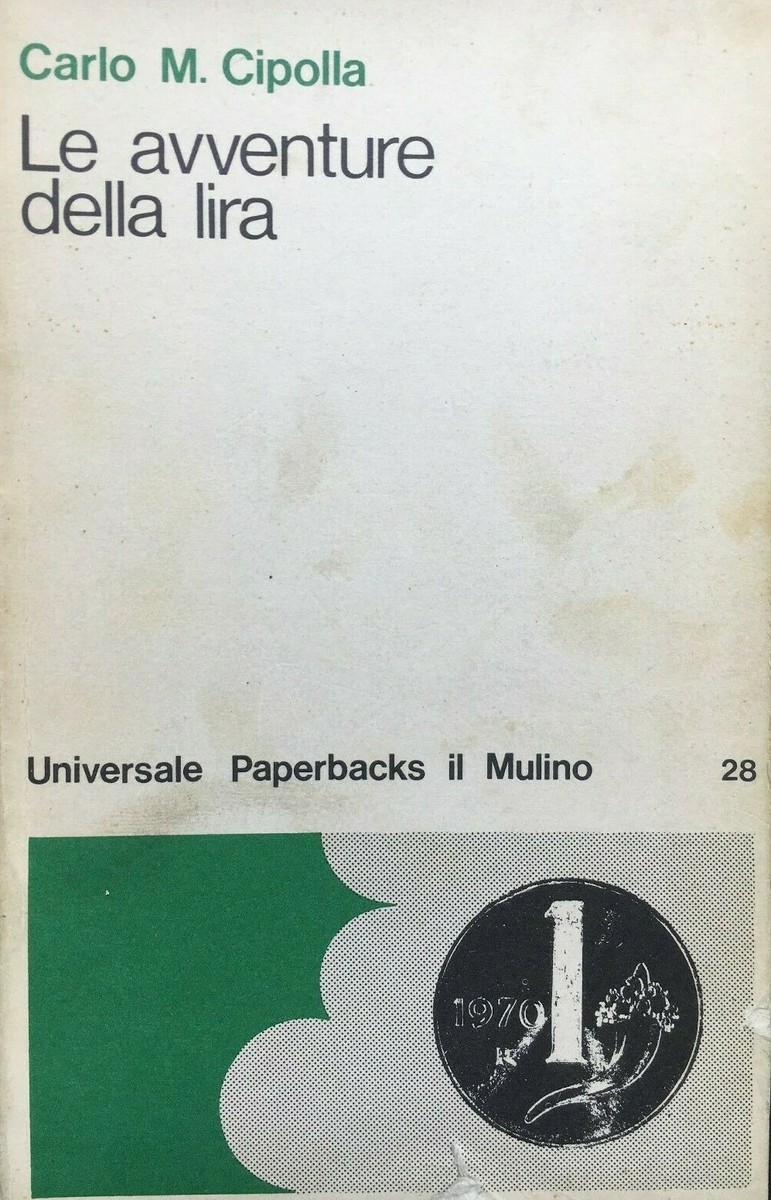 Carlo M. Cipolla
Le avventure
della lira
Universale Paperbacks il Mulino 28
1
1970
R